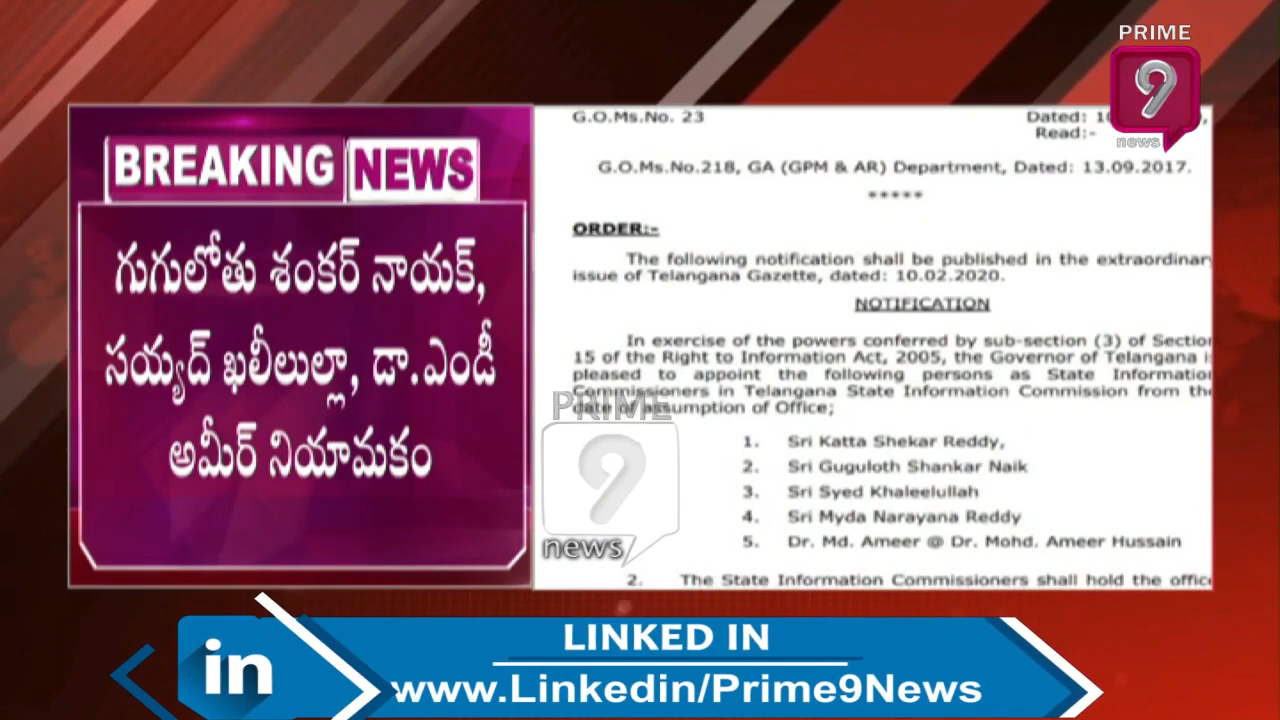 PRIME
9
news
BREAKING NEWS
గుగులోతు శంకర్ నాయక్,
సయ్యద్ ఖలీలుల్లా, డా.ఎండీ
అమీర్ నియామకం
G.O.Ms.No. 23 Dated:
Read:-
G.O.Ms.No.218, GA (GPM & AR) Department, Dated: 13.09.2017.
*****
ORDER:-
The following notification shall be published in the extraordinar
issue of Telangana Gazette, dated: 10.02.2020.
NOTIFICATION
In exercise of the powers conferred by sub-section (3) of Section
15 of the Right to Information Act, 2005, the Governor of Telangana i
pleased to appoint the following persons as State Information
Commissioners in Telangana State Information Commission from the
date of assumption of Office;
1. Sri Katta Shekar Reddy,
2. Sri Guguloth Shankar Naik
3. Sri Syed Khaleelullah
4. Sri Myda Narayana Reddy
5. Dr. Md. Ameer @ Dr. Mohd. Ameer Hussain
2. The State Information Commissioners shall hold the office
PRIME
9
news
in
LINKED IN
www.Linkedin/Prime9News